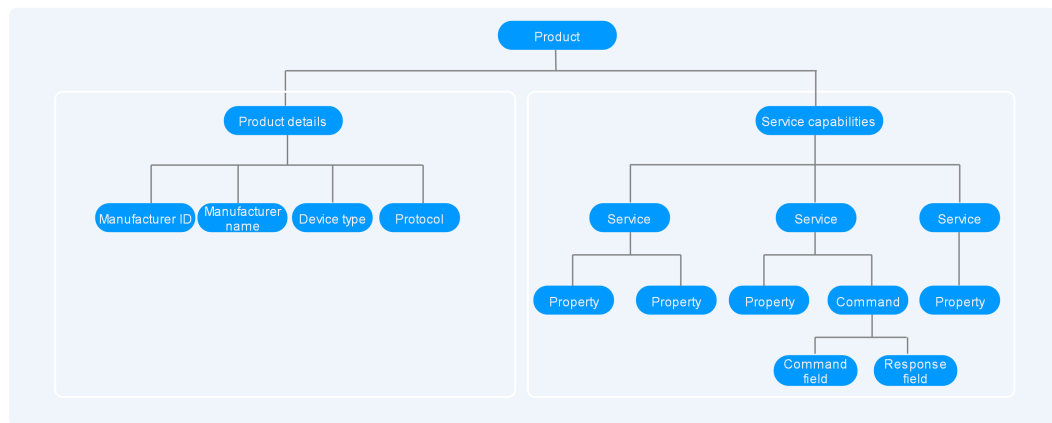 Product
Product details
Service capabilities
Manufacturer ID
Manufacturer
name
Device type
Protocol
Service
Service
Service
Property
Property
Property
Command
Property
Command
field
Response
field